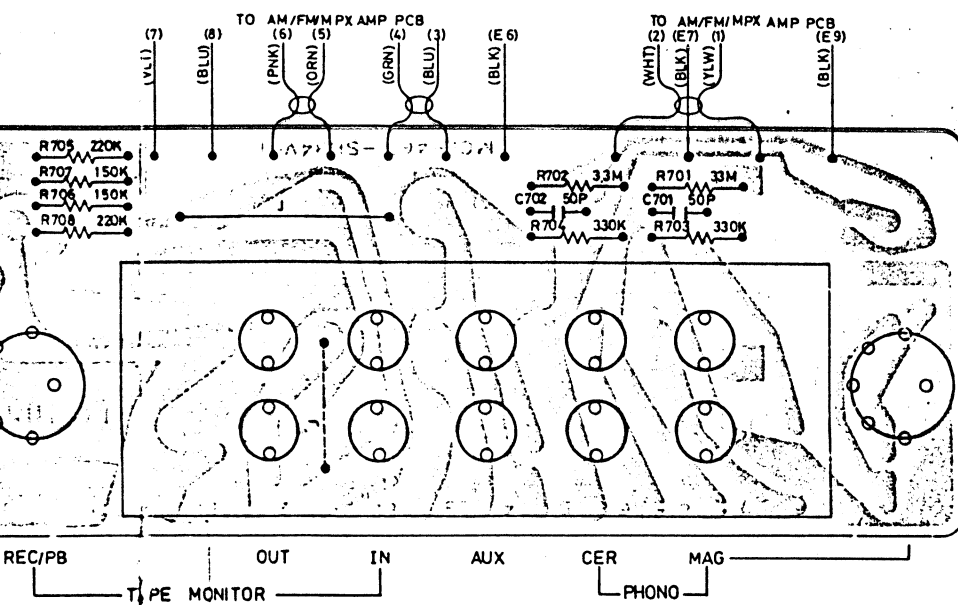 TO AM/FM/MPX AMP PCB
TO AM/FM/MPX AMP PCB
(7)
(8)
(6)
(5)
(4)
(3)
(E6)
(2)
(E7)
(1)
(E9)
(BLU)
(PNK)
(ORN)
(GRN)
(BLU)
(BLK)
(WHT)
(BLK)
(YLW)
(BLK)
R705 220K
R707 150K
R706 150K
R708 220K
J
R702 3,3M
C702 50P
R704 330K
R701 33M
C701 50P
R703 330K
J
REC/PB
OUT
IN
AUX
CER
MAG
TAPE MONITOR
PHONO